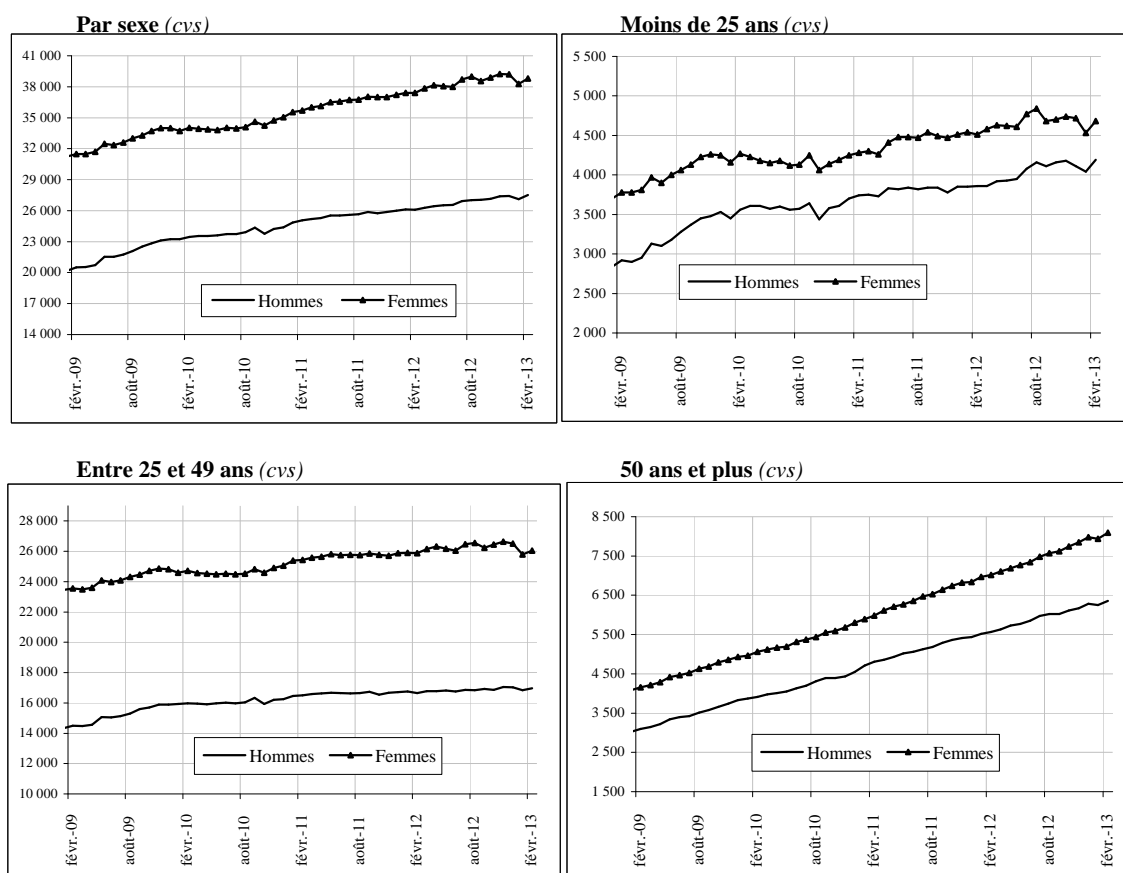 Par sexe (cvs)
41 000
38 000
35 000
32 000
29 000
26 000
23 000
20 000
17 000
14 000
Hommes
Femmes
févr.-09
août-09
févr.-10
août-10
févr.-11
août-11
févr.-12
août-12
févr.-13
Moins de 25 ans (cvs)
5 500
5 000
4 500
4 000
3 500
3 000
2 500
2 000
Hommes
Femmes
févr.-09
août-09
févr.-10
août-10
févr.-11
août-11
févr.-12
août-12
févr.-13
Entre 25 et 49 ans (cvs)
28 000
26 000
24 000
22 000
20 000
18 000
16 000
14 000
12 000
10 000
Hommes
Femmes
févr.-09
août-09
févr.-10
août-10
févr.-11
août-11
févr.-12
août-12
févr.-13
50 ans et plus (cvs)
8 500
7 500
6 500
5 500
4 500
3 500
2 500
1 500
Hommes
Femmes
févr.-09
août-09
févr.-10
août-10
févr.-11
août-11
févr.-12
août-12
févr.-13